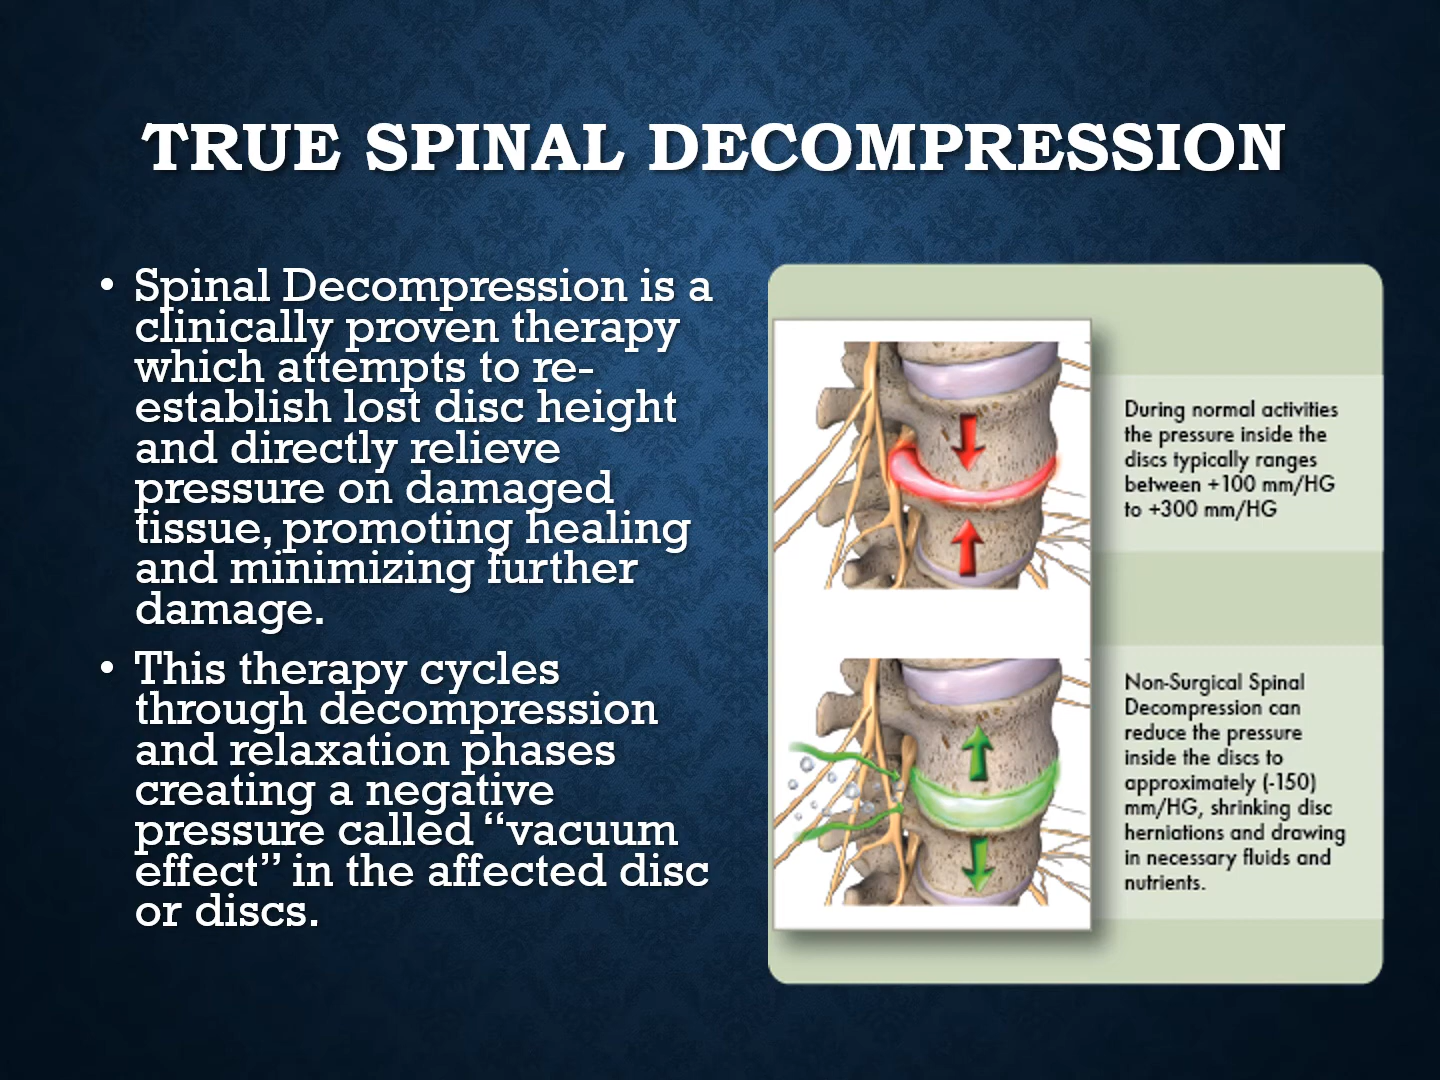 TRUE SPINAL DECOMPRESSION
• Spinal Decompression is a
clinically proven therapy
which attempts to re-
establish lost disc height
and directly relieve
pressure on damaged
tissue, promoting healing
and minimizing further
damage.
• This therapy cycles
through decompression
and relaxation phases
creating a negative
pressure called “vacuum
effect” in the affected disc
or discs.
During normal activities
the pressure inside the
discs typically ranges
between +100 mm/HG
to +300 mm/HG
Non-Surgical Spinal
Decompression can
reduce the pressure
inside the discs to
approximately (-150)
mm/HG, shrinking disc
herniations and drawing
in necessary fluids and
nutrients.